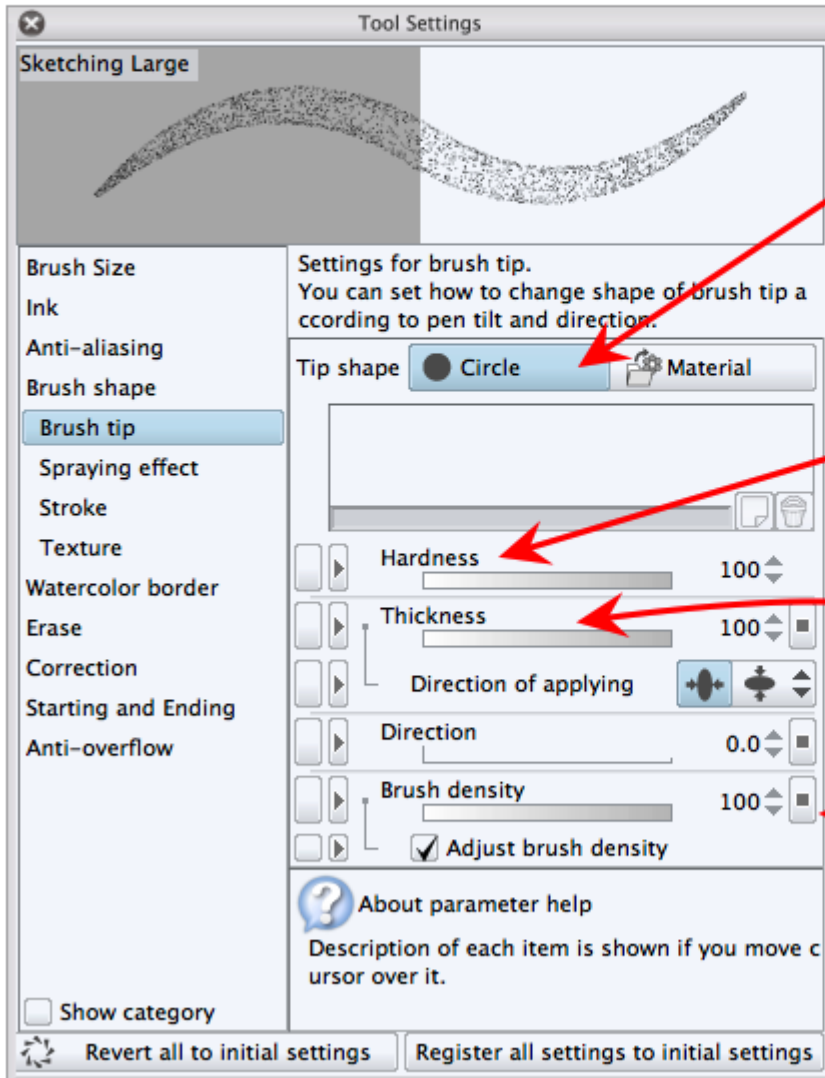 Tool Settings
Sketching Large
Brush Size
Ink
Anti-aliasing
Brush shape
Brush tip
Spraying effect
Stroke
Texture
Watercolor border
Erase
Correction
Starting and Ending
Anti-overflow
Show category
Settings for brush tip.
You can set how to change shape of brush tip a
ccording to pen tilt and direction.
Tip shape Circle Material
Hardness 100
Thickness 100
Direction of applying
Direction 0.0
Brush density 100
Adjust brush density
About parameter help
Description of each item is shown if you move c
ursor over it.
Revert all to initial settings Register all settings to initial settings